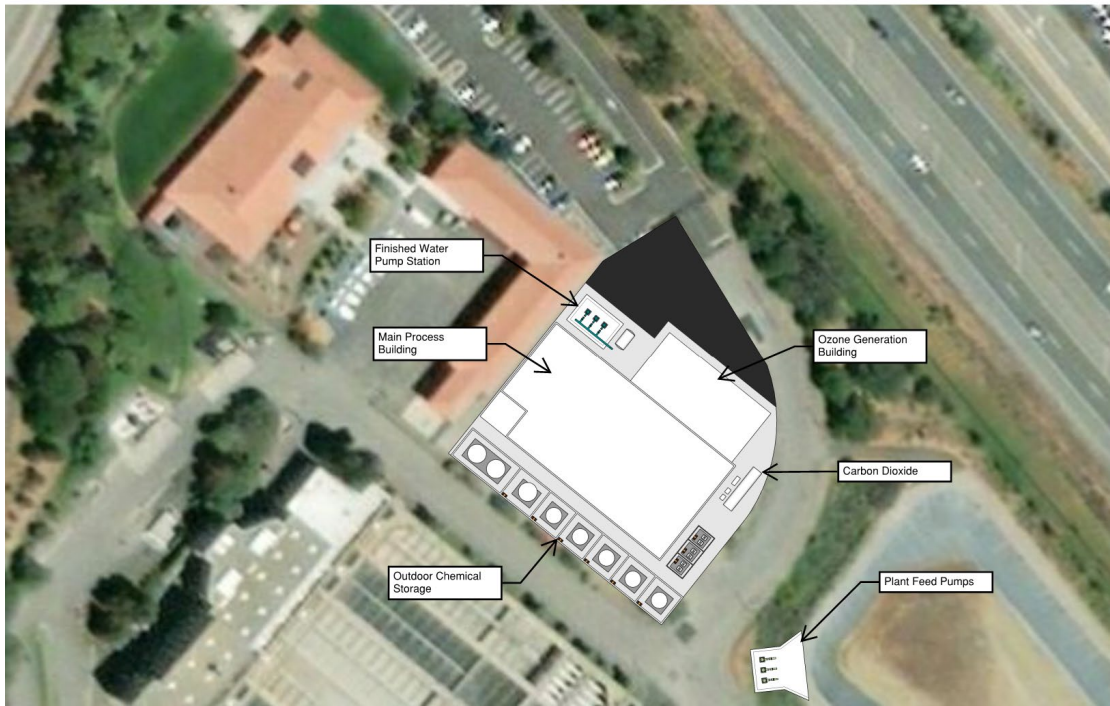 Finished Water
Pump Station
Main Process
Building
Ozone Generation
Building
Carbon Dioxide
Outdoor Chemical
Storage
Plant Feed Pumps